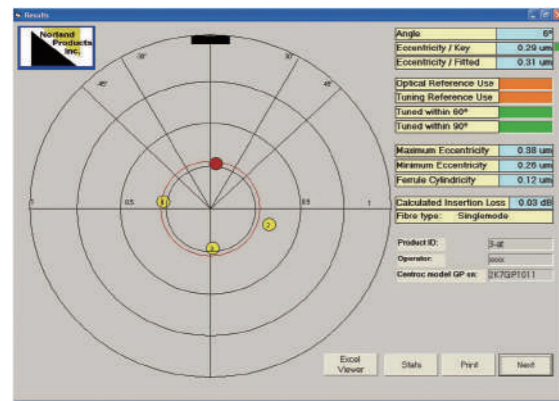 Results
Norland
Products
Inc.
-30°
30°
-45°
45°
1
0.5
0.5
1
2
Angle 6°
Eccentricity / Key 0.29 um
Eccentricity / Fitted 0.31 um
Optical Reference Use
Tuning Reference Use
Tuned within 60°
Tuned within 90°
Maximum Eccentricity 0.38 um
Minimum Eccentricity 0.26 um
Ferrule Cylindricity 0.12 um
Calculated Insertion Loss 0.03 dB
Fibre type: Singlemode
Product ID: 3-at
Operator: xxxx
Centroc model GP sn: 2K7GP1011
Excel
Viewer
Stats
Print
Next